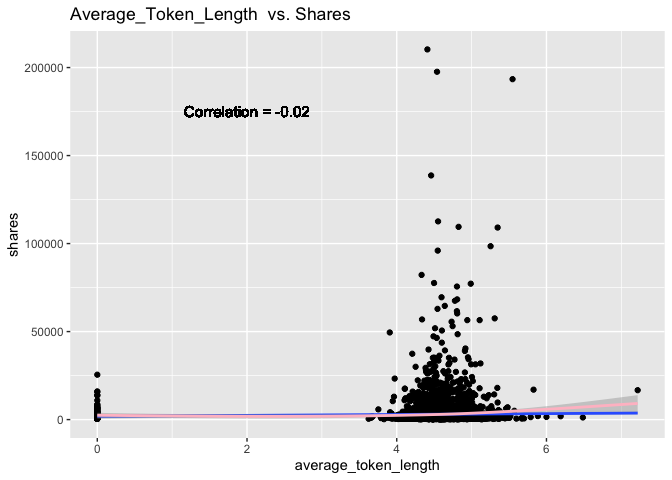 Average_Token_Length  vs. Shares
200000
Correlation = -0.02
150000
shares
100000
50000
0
0
2
4
6
average_token_length